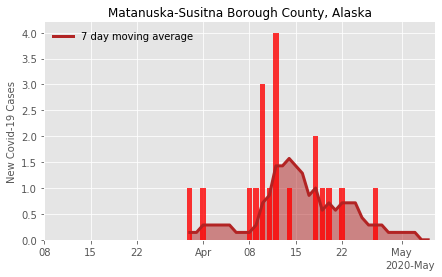 Matanuska-Susitna Borough County, Alaska
7 day moving average
New Covid-19 Cases
4.0
3.5
3.0
2.5
2.0
1.5
1.0
0.5
0.0
08 15 22 Apr 08 15 22 May
2020-May